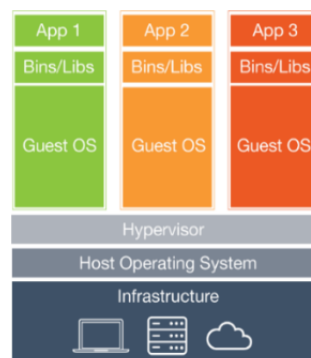 App 1
App 2
App 3
Bins/Libs
Bins/Libs
Bins/Libs
Guest OS
Guest OS
Guest OS
Hypervisor
Host Operating System
Infrastructure